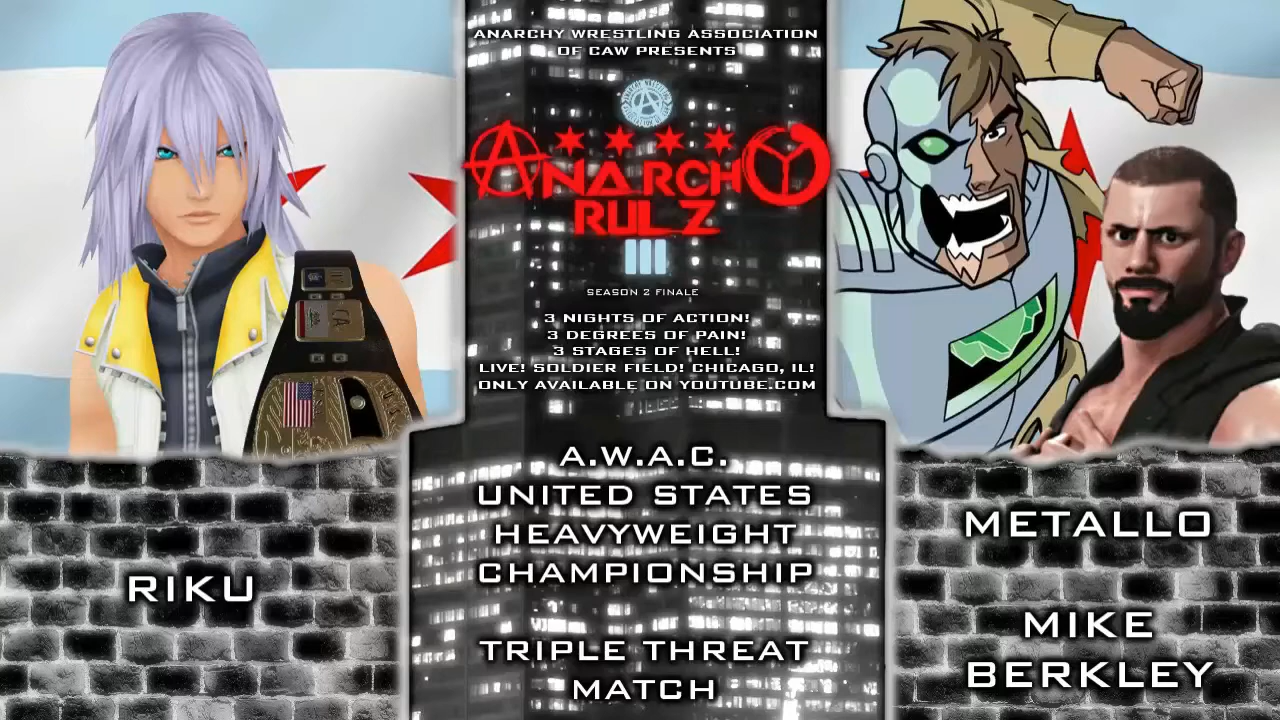 ANARCHY WRESTLING ASSOCIATION
OF CAW PRESENTS
ANARCHY
RULZ
III
SEASON 2 FINALE
3 NIGHTS OF ACTION!
3 DEGREES OF PAIN!
3 STAGES OF HELL!
LIVE! SOLDIER FIELD! CHICAGO, IL!
ONLY AVAILABLE ON YOUTUBE.COM
A.W.A.C.
UNITED STATES
HEAVYWEIGHT
CHAMPIONSHIP
TRIPLE THREAT
MATCH
RIKU
METALLO
MIKE
BERKLEY